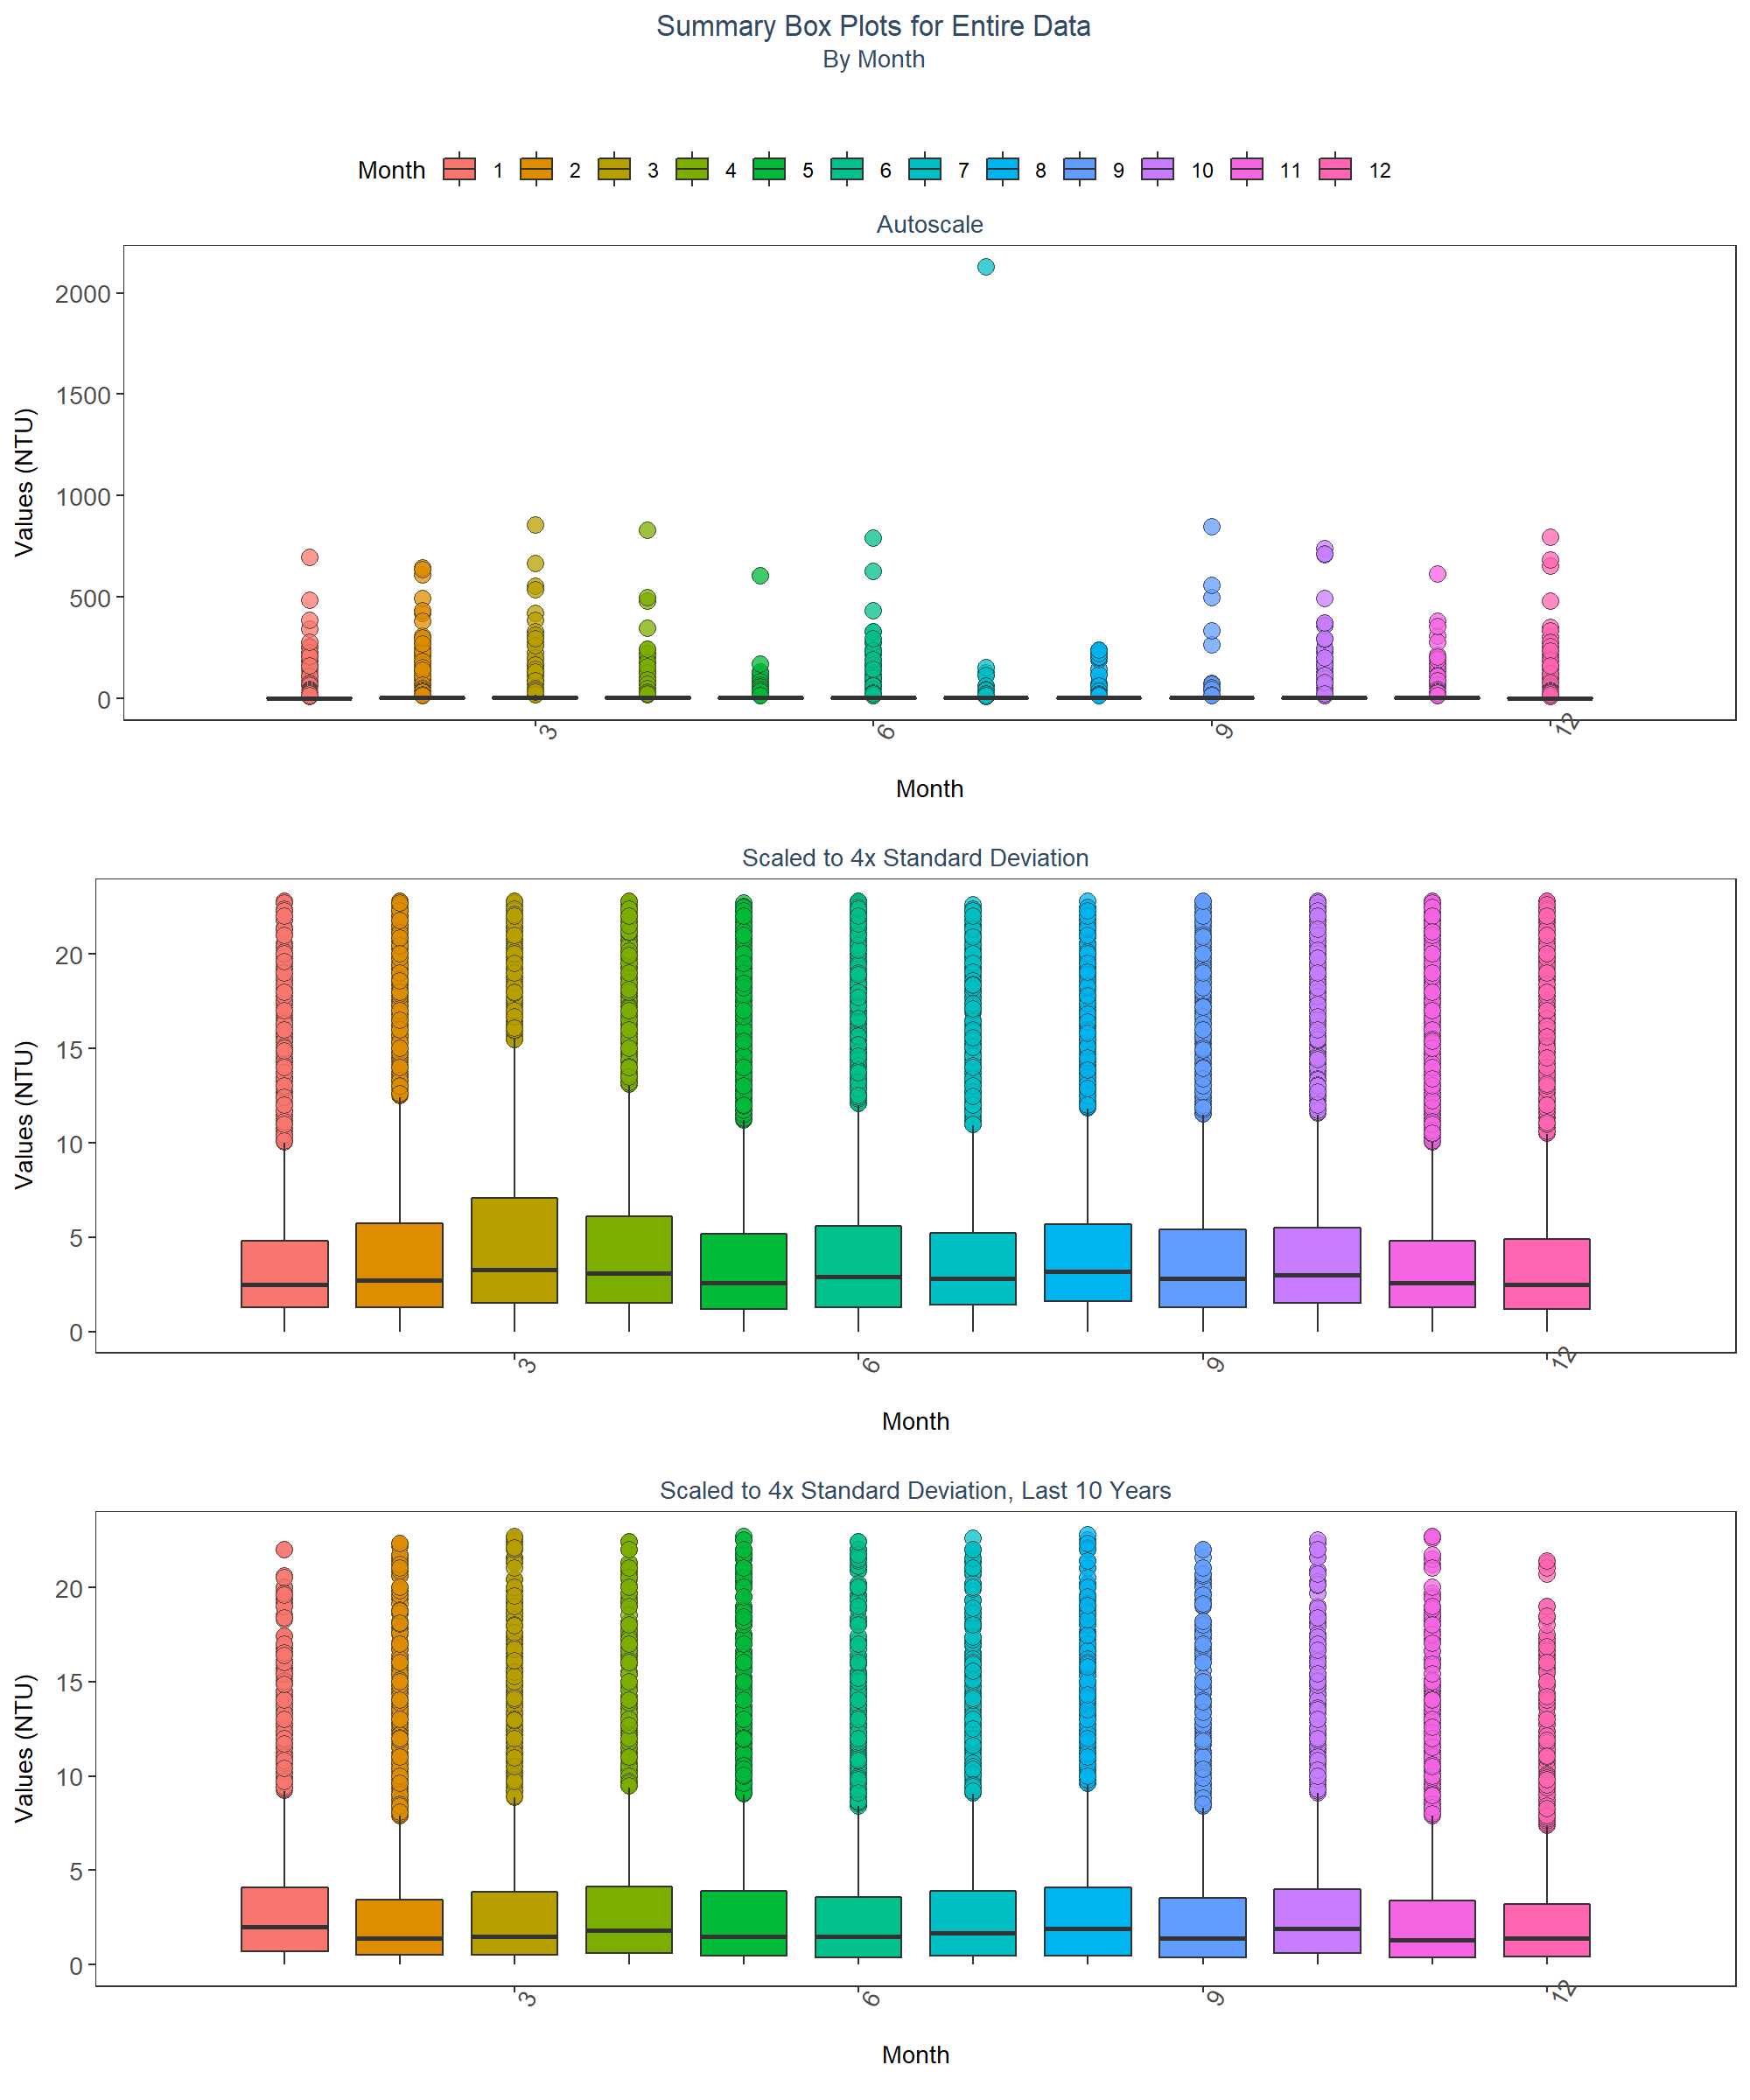 Summary Box Plots for Entire Data
By Month
Month 1 2 3 4 5 6 7 8 9 10 11 12
Autoscale
Values (NTU)
2000
1500
1000
500
0
3 6 9 12
Month
Scaled to 4x Standard Deviation
Values (NTU)
20
15
10
5
0
3 6 9 12
Month
Scaled to 4x Standard Deviation, Last 10 Years
Values (NTU)
20
15
10
5
0
3 6 9 12
Month